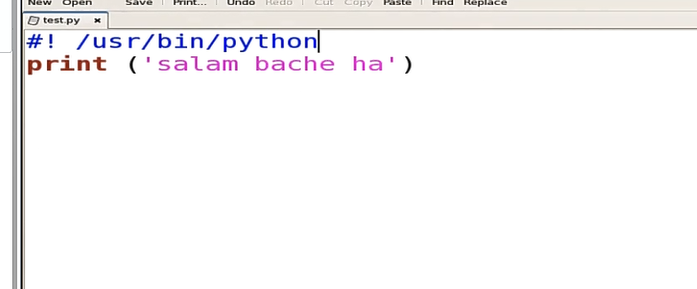 New Open Save Print... Undo Redo Cut Copy Paste Find Replace
test.py ×
#! /usr/bin/python
print ('salam bache ha')